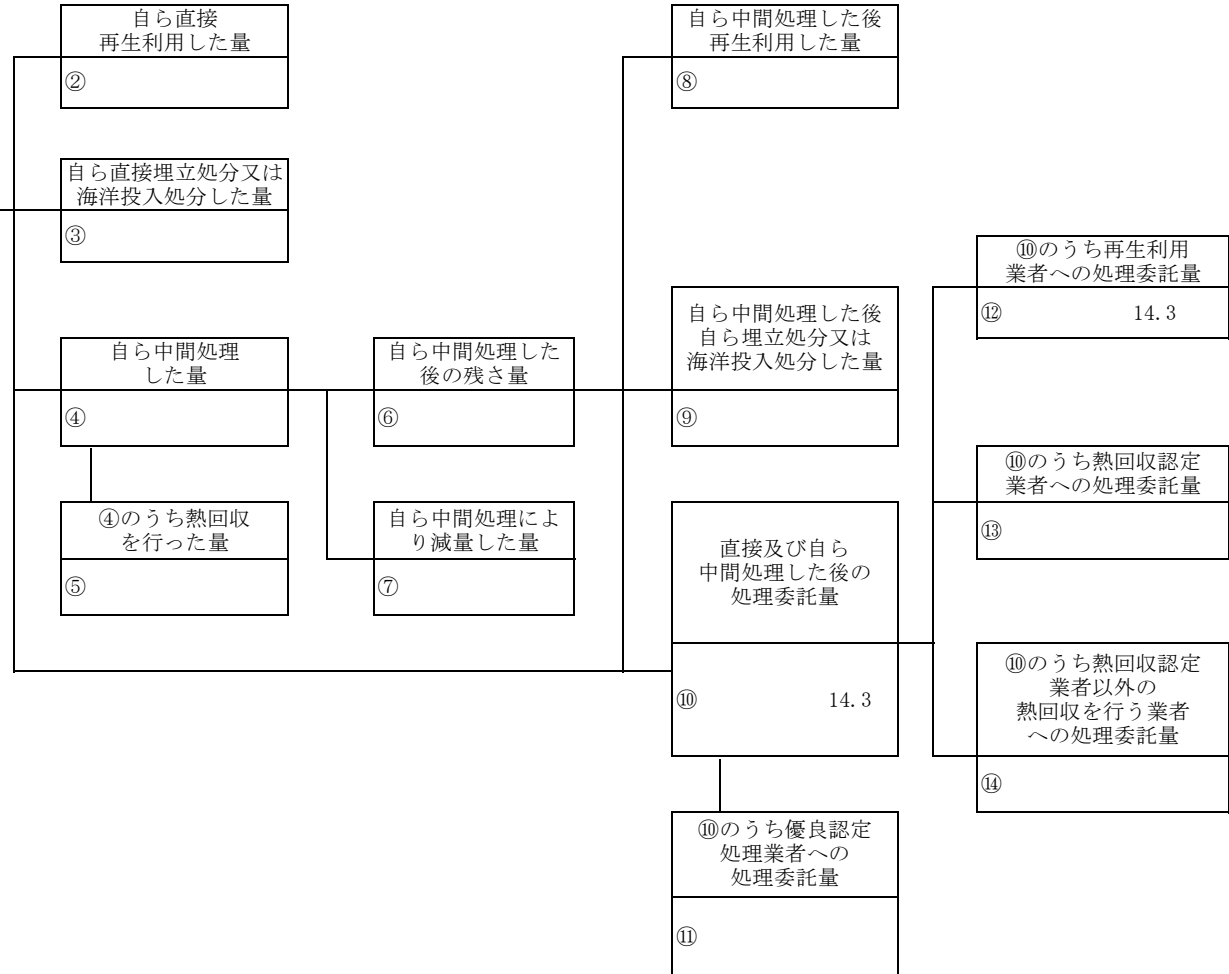 自ら直接
再生利用した量
②
自ら中間処理した後
再生利用した量
⑧
自ら直接埋立処分又は
海洋投入処分した量
③
⑩のうち再生利用
業者への処理委託量
⑫ 14.3
自ら中間処理
した量
④
自ら中間処理した
後の残さ量
⑥
自ら中間処理した後
自ら埋立処分又は
海洋投入処分した量
⑨
⑩のうち熱回収認定
業者への処理委託量
⑬
④のうち熱回収
を行った量
⑤
自ら中間処理によ
り減量した量
⑦
直接及び自ら
中間処理した後の
処理委託量
⑩ 14.3
⑩のうち熱回収認定
業者以外の
熱回収を行う業者
への処理委託量
⑭
⑩のうち優良認定
処理業者への
処理委託量
⑪